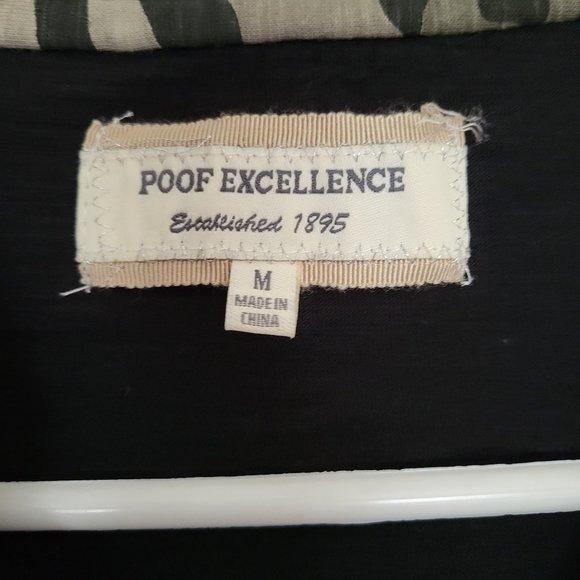 POOF EXCELLENCE
Established 1895
M
MADE IN
CHINA